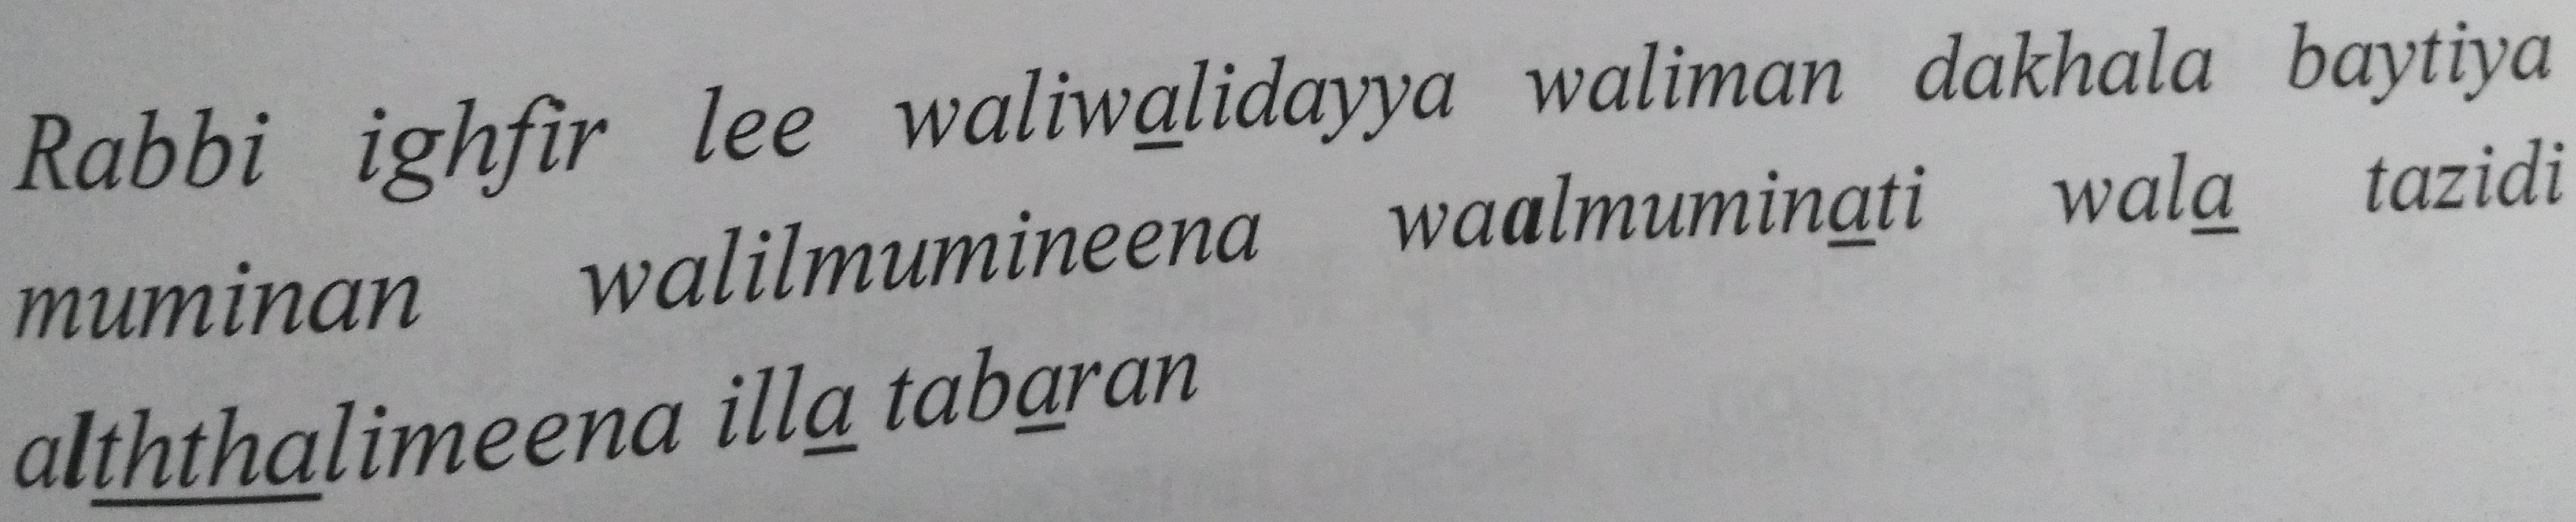 Rabbi ighfir lee waliwalidayya waliman dakhala baytiya
muminan walilmumineena waalmuminati wala tazidi
alththalimeena illa tabaran